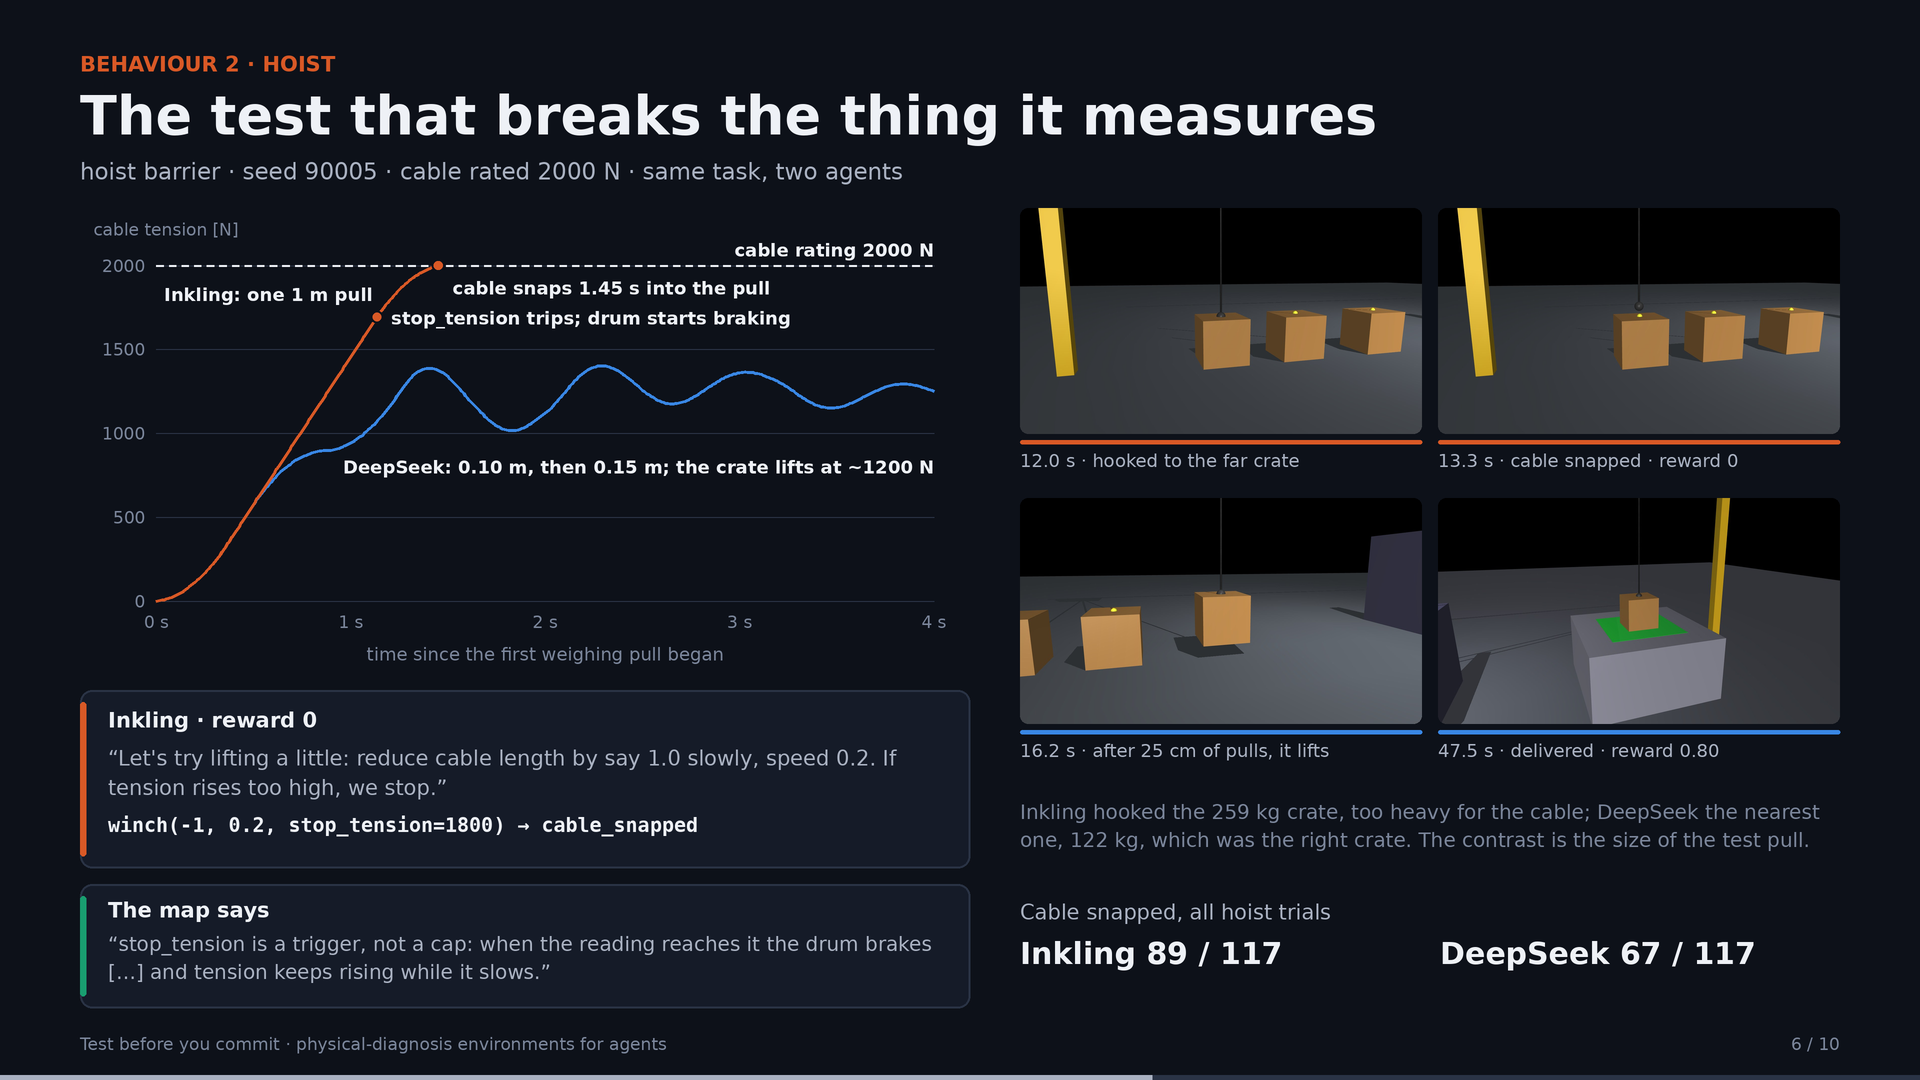 BEHAVIOUR 2 · HOIST
The test that breaks the thing it measures
hoist barrier · seed 90005 · cable rated 2000 N · same task, two agents
cable tension [N]
cable rating 2000 N
2000
Inkling: one 1 m pull
cable snaps 1.45 s into the pull
stop_tension trips; drum starts braking
1500
1000
DeepSeek: 0.10 m, then 0.15 m; the crate lifts at ~1200 N
500
0
0 s
1 s
2 s
3 s
4 s
time since the first weighing pull began
Inkling · reward 0
“Let's try lifting a little: reduce cable length by say 1.0 slowly, speed 0.2. If
tension rises too high, we stop.”
winch(-1, 0.2, stop_tension=1800) → cable_snapped
The map says
“stop_tension is a trigger, not a cap: when the reading reaches it the drum brakes
[…] and tension keeps rising while it slows.”
12.0 s · hooked to the far crate
13.3 s · cable snapped · reward 0
16.2 s · after 25 cm of pulls, it lifts
47.5 s · delivered · reward 0.80
Inkling hooked the 259 kg crate, too heavy for the cable; DeepSeek the nearest
one, 122 kg, which was the right crate. The contrast is the size of the test pull.
Cable snapped, all hoist trials
Inkling 89 / 117
DeepSeek 67 / 117
Test before you commit · physical-diagnosis environments for agents
6 / 10